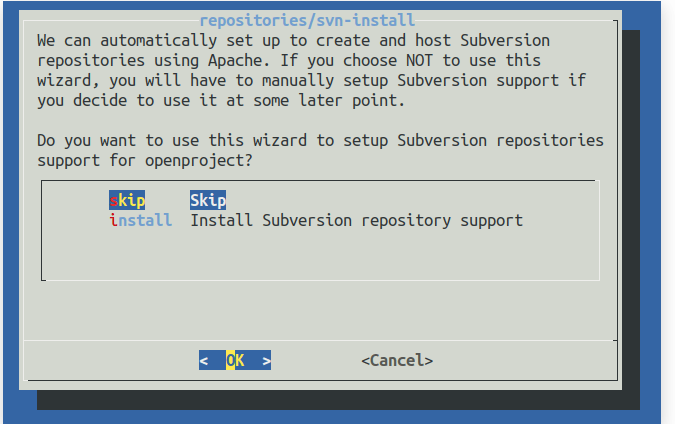 repositories/svn-install
We can automatically set up to create and host Subversion
repositories using Apache. If you choose NOT to use this
wizard, you will have to manually setup Subversion support if
you decide to use it at some later point.
Do you want to use this wizard to setup Subversion repositories
support for openproject?
skip Skip
install Install Subversion repository support
< OK > <Cancel>